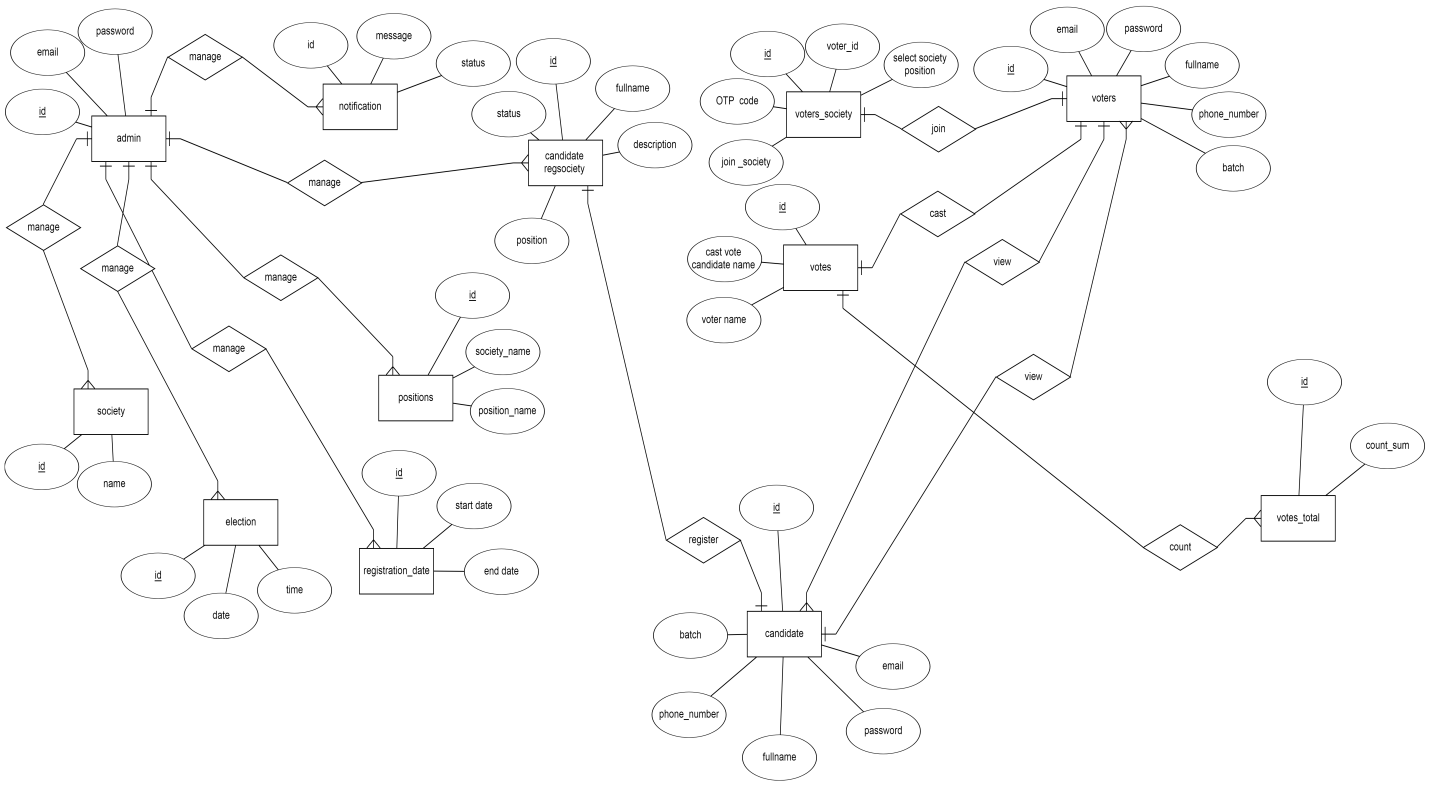 password
email
id
admin
manage
id
message
status
notification
id
fullname
status
description
candidate
regsociety
position
manage
manage
manage
manage
manage
society
id
name
election
id
date
time
id
society_name
positions
position_name
id
start date
registration_date
end date
id
voter_id
select society
position
OTP code
voters_society
join _society
join
email
password
id
fullname
voters
phone_number
batch
id
cast
cast vote
candidate name
votes
voter name
view
view
id
count_sum
votes_total
count
register
id
batch
candidate
email
phone_number
password
fullname